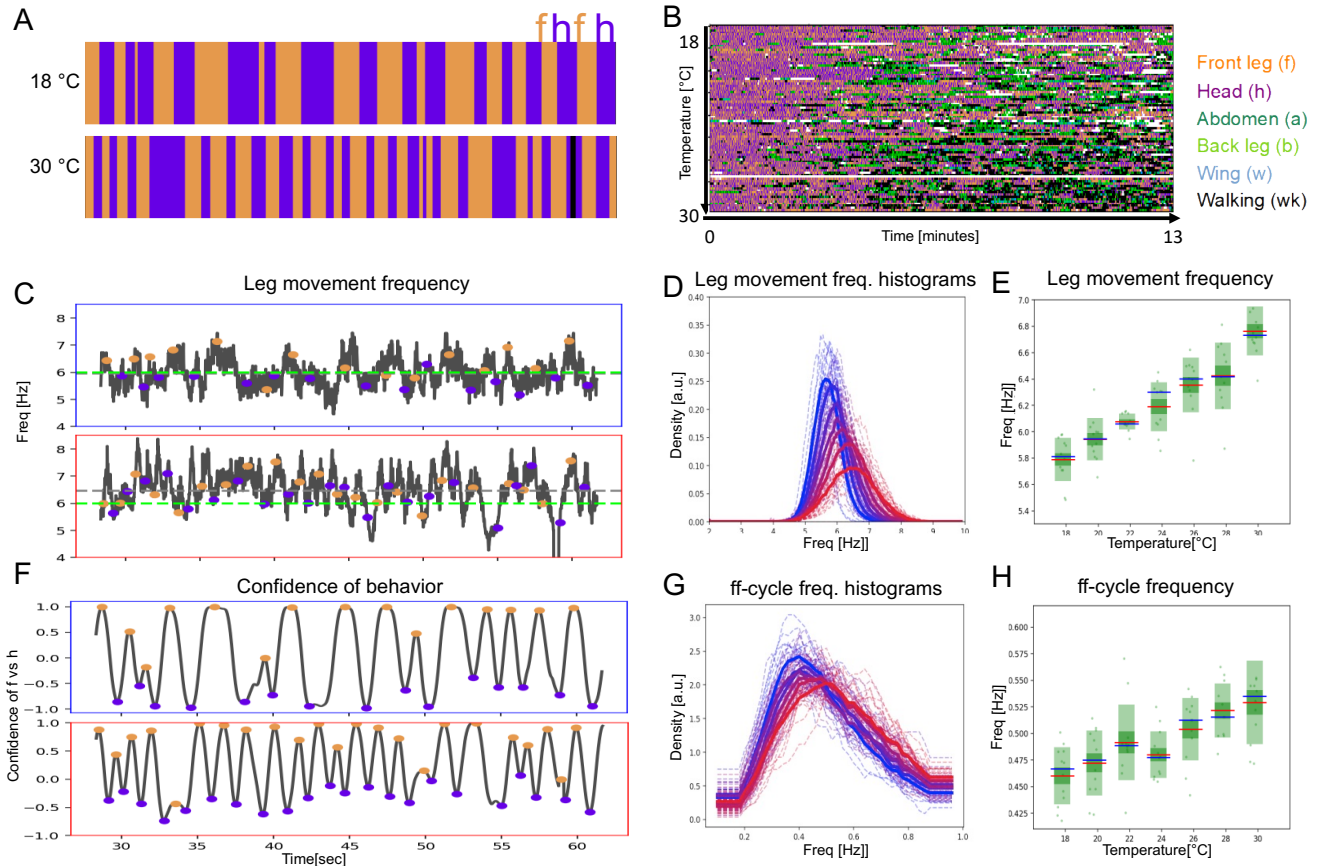 A
f h f h
18 °C
30 °C
B
18
Temperature [°C]
30
0
Time [minutes]
13
Front leg (f)
Head (h)
Abdomen (a)
Back leg (b)
Wing (w)
Walking (wk)
C
Leg movement frequency
Freq [Hz]
8
7
6
5
4
8
7
6
5
4
D
Leg movement freq. histograms
Density [a.u.]
0.40
0.35
0.30
0.25
0.20
0.15
0.10
0.05
0.00
2 3 4 5 6 7 8 9 10
Freq [Hz]]
E
Leg movement frequency
Freq [Hz]]
7.0
6.8
6.6
6.4
6.2
6.0
5.8
5.6
5.4
18 20 22 24 26 28 30
Temperature[°C]
F
Confidence of behavior
Confidence of f vs h
1.0
0.5
0.0
−0.5
−1.0
1.0
0.5
0.0
−0.5
−1.0
30 35 40 45 50 55 60
Time[sec]
G
ff-cycle freq. histograms
Density [a.u.]
3.0
2.5
2.0
1.5
1.0
0.5
0.0
0.2 0.4 0.6 0.8 1.0
Freq [Hz]]
H
ff-cycle frequency
Freq [Hz]]
0.600
0.575
0.550
0.525
0.500
0.475
0.450
0.425
18 20 22 24 26 28 30
Temperature[°C]